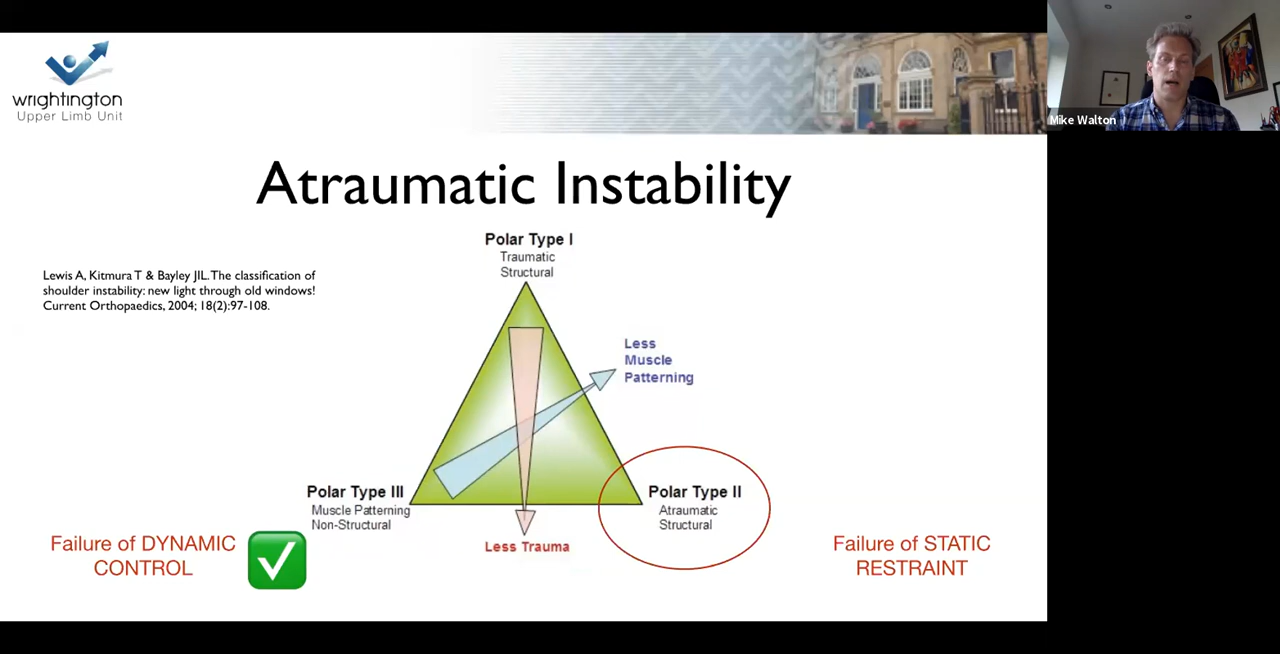 wrightington
Upper Limb Unit
Mike Walton
Atraumatic Instability
Polar Type I
Traumatic
Structural
Lewis A, Kitmura T & Bayley JIL. The classification of
shoulder instability: new light through old windows!
Current Orthopaedics, 2004; 18(2):97-108.
Less
Muscle
Patterning
Polar Type III
Muscle Patterning
Non-Structural
Polar Type II
Atraumatic
Structural
Failure of DYNAMIC
CONTROL
Less Trauma
Failure of STATIC
RESTRAINT